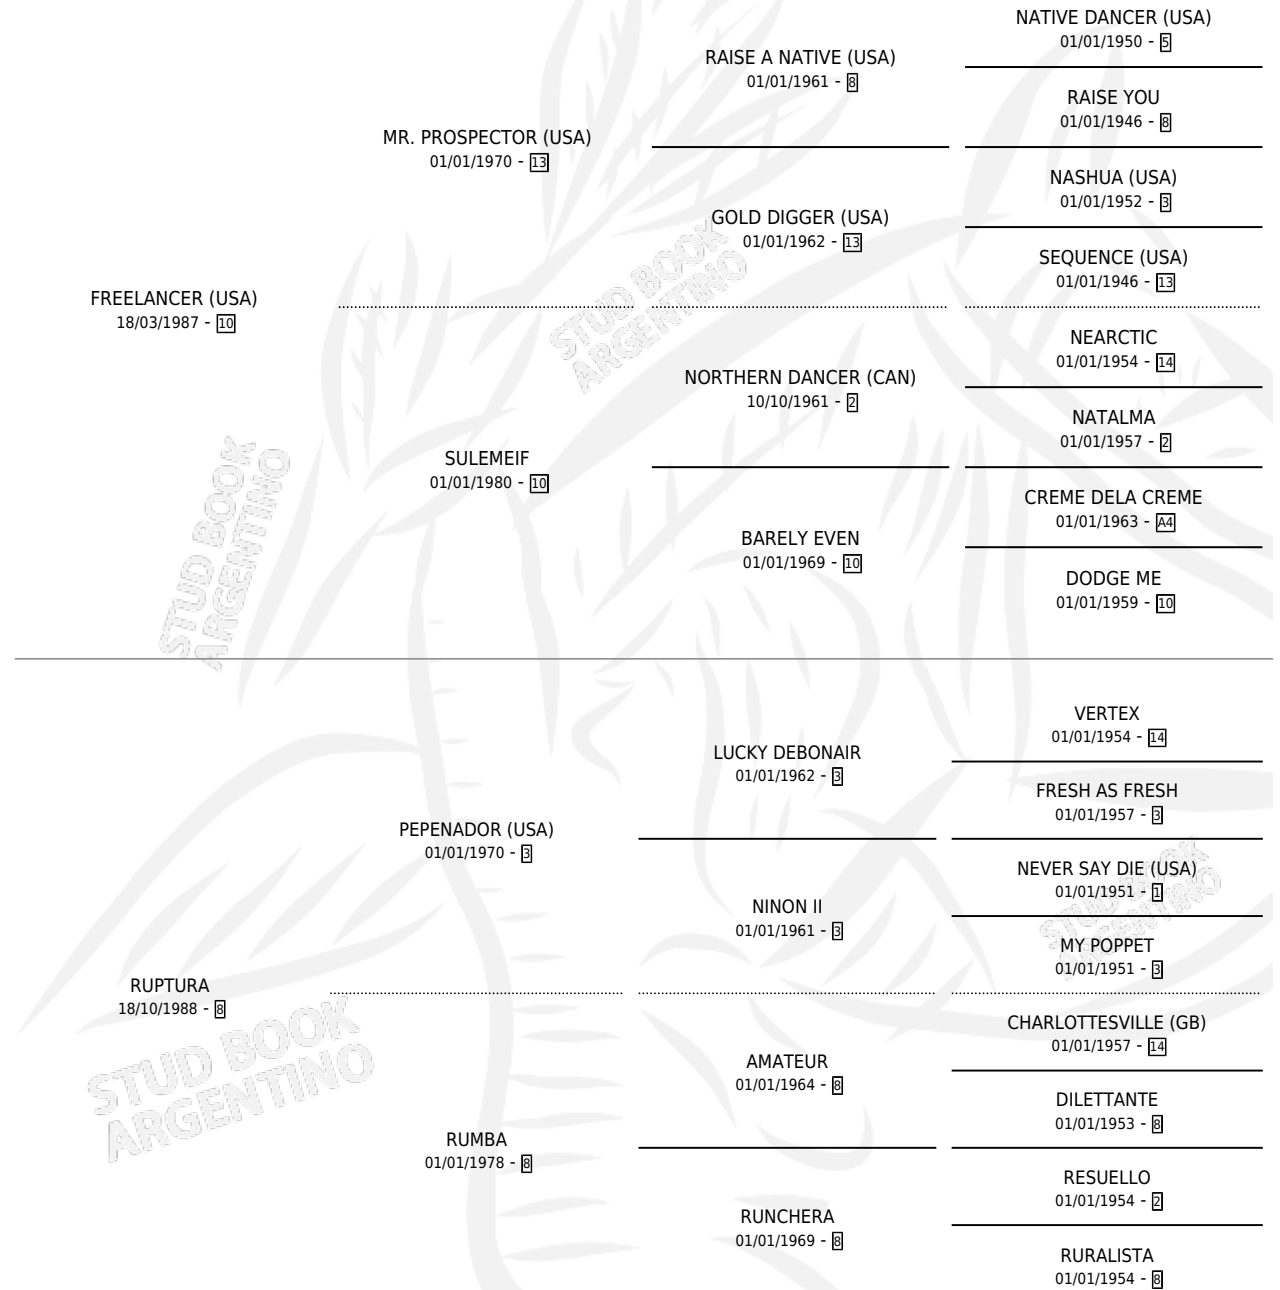 NATIVE DANCER (USA)
01/01/1950 - 5
RAISE A NATIVE (USA)
01/01/1961 - 8
RAISE YOU
01/01/1946 - 8
MR. PROSPECTOR (USA)
01/01/1970 - 13
NASHUA (USA)
01/01/1952 - 3
GOLD DIGGER (USA)
01/01/1962 - 13
SEQUENCE (USA)
01/01/1946 - 13
FREELANCER (USA)
18/03/1987 - 10
STUD BOOK
ARGENTINO
NEARCTIC
01/01/1954 - 14
NORTHERN DANCER (CAN)
10/10/1961 - 2
NATALMA
01/01/1957 - 2
SULEMEIF
01/01/1980 - 10
CREME DELA CREME
01/01/1963 - A4
BARELY EVEN
01/01/1969 - 10
DODGE ME
01/01/1959 - 10
STUD BOOK
ARGENTINO
VERTEX
01/01/1954 - 14
LUCKY DEBONAIR
01/01/1962 - 3
FRESH AS FRESH
01/01/1957 - 3
PEPENADOR (USA)
01/01/1970 - 3
NEVER SAY DIE (USA)
01/01/1951 - 1
NINON II
01/01/1961 - 3
MY POPPET
01/01/1951 - 3
STUD BOOK
ARGENTINO
RUPTURA
18/10/1988 - 8
CHARLOTTESVILLE (GB)
01/01/1957 - 14
AMATEUR
01/01/1964 - 8
DILETTANTE
01/01/1953 - 8
STUD BOOK
ARGENTINO
RUMBA
01/01/1978 - 8
RESUELLO
01/01/1954 - 2
RUNCHERA
01/01/1969 - 8
RURALISTA
01/01/1954 - 8